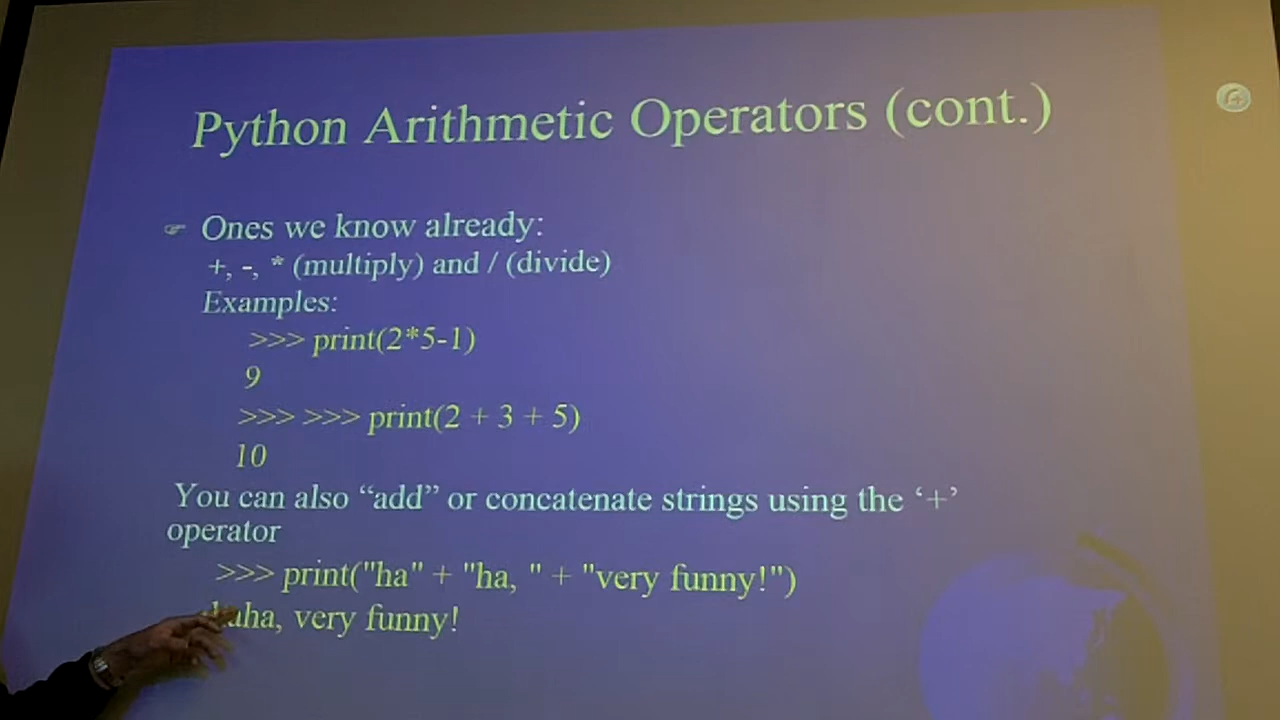 Python Arithmetic Operators (cont.)
☞ Ones we know already:
+, -, * (multiply) and / (divide)
Examples:
>>> print(2*5-1)
9
>>> >>> print(2 + 3 + 5)
10
You can also “add” or concatenate strings using the ‘+’
operator
>>> print("ha" + "ha, " + "very funny!")
haha, very funny!